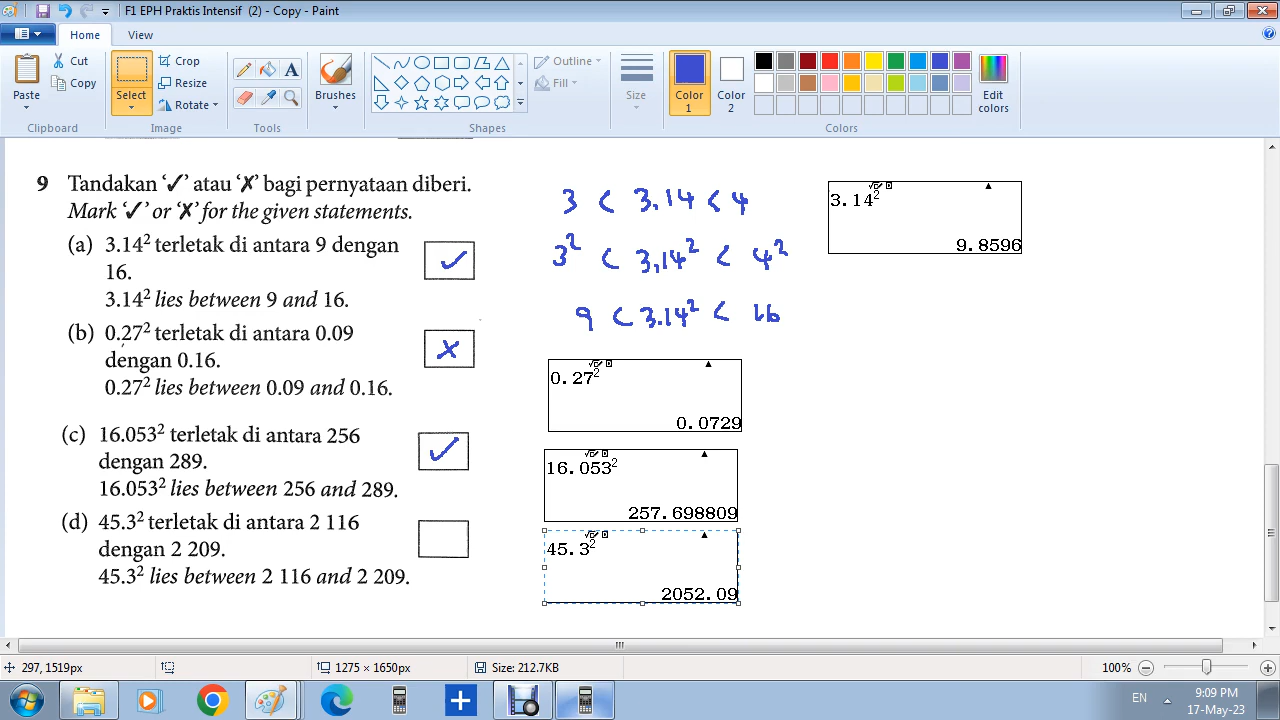 F1 EPH Praktis Intensif (2) - Copy - Paint
Home View
Paste Cut Copy
Clipboard
Select Crop Resize Rotate
Image
Tools
Brushes
Outline Fill
Shapes
Size
Color 1
Color 2
Edit colors
Colors
9 Tandakan '✓' atau '✗' bagi pernyataan diberi.
Mark '✓' or '✗' for the given statements.
(a) 3.14² terletak di antara 9 dengan
16.
3.14² lies between 9 and 16.
✓
(b) 0.27² terletak di antara 0.09
dengan 0.16.
0.27² lies between 0.09 and 0.16.
✗
(c) 16.053² terletak di antara 256
dengan 289.
16.053² lies between 256 and 289.
✓
(d) 45.3² terletak di antara 2 116
dengan 2 209.
45.3² lies between 2 116 and 2 209.
3 < 3.14 < 4
3² < 3.14² < 4²
9 < 3.14² < 16
3.14²
9.8596
0.27²
0.0729
16.053²
257.698809
45.3²
2052.09
297, 1519px
1275 × 1650px
Size: 212.7KB
100%
EN
9:09 PM
17-May-23